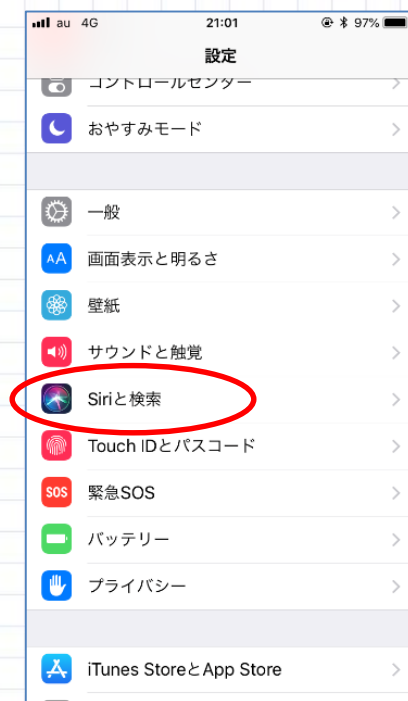 au 4G 21:01 97%
設定
コントロールセンター
おやすみモード
一般
AA 画面表示と明るさ
壁紙
サウンドと触覚
Siriと検索
Touch IDとパスコード
SOS 緊急SOS
バッテリー
プライバシー
iTunes StoreとApp Store